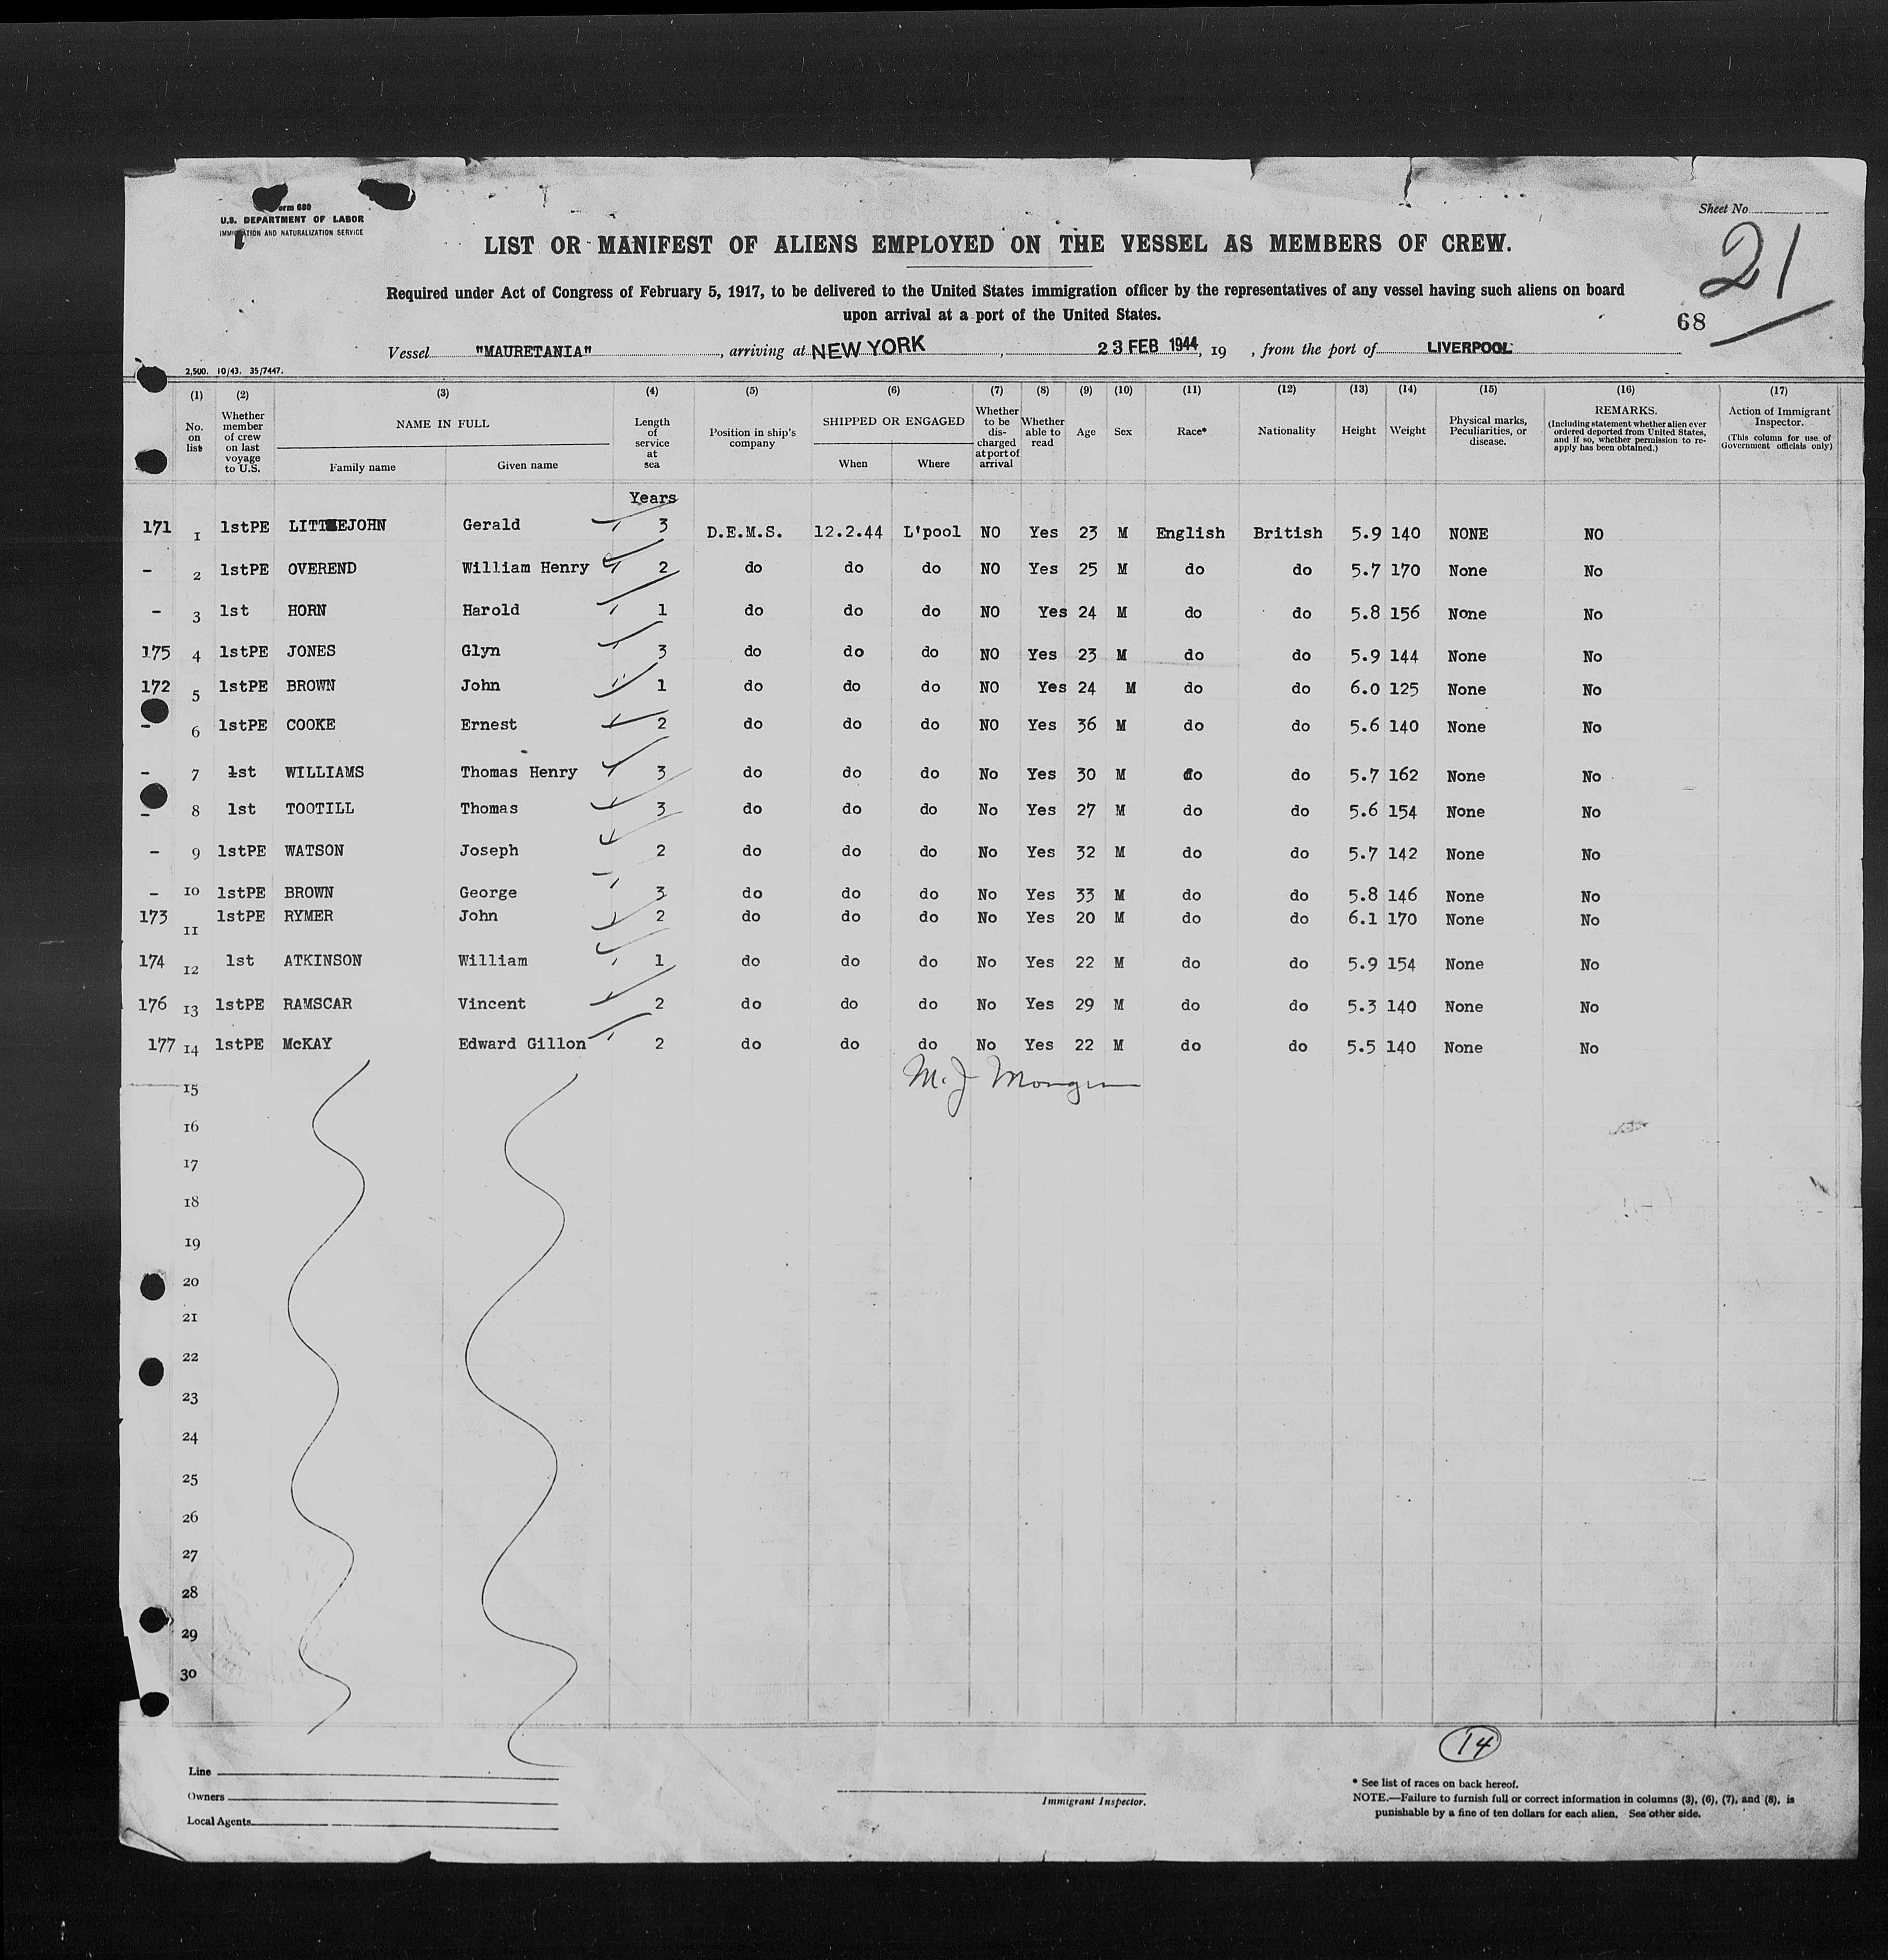 Form 680
U.S. DEPARTMENT OF LABOR
IMMIGRATION AND NATURALIZATION SERVICE
Sheet No
21
68
LIST OR MANIFEST OF ALIENS EMPLOYED ON THE VESSEL AS MEMBERS OF CREW.
Required under Act of Congress of February 5, 1917, to be delivered to the United States immigration officer by the representatives of any vessel having such aliens on board
upon arrival at a port of the United States.
Vessel "MAURETANIA", arriving at NEW YORK, 23 FEB 1944, 19 , from the port of LIVERPOOL
2,500. 10/43. 35/7447.
(1) (2) (3) (4) (5) (6) (7) (8) (9) (10) (11) (12) (13) (14) (15) (16) (17)
No. on list Whether member of crew on last voyage to U.S. NAME IN FULL Family name Given name Length of service at sea Position in ship's company SHIPPED OR ENGAGED When Where Whether to be discharged at port of arrival Whether able to read Age Sex Race* Nationality Height Weight Physical marks, Peculiarities, or disease. REMARKS. (Including statement whether alien ever ordered deported from United States, and if so, whether permission to re-apply has been obtained.) Action of Immigrant Inspector. (This column for use of Government officials only)
Years
171 1 1stPE LITTLEJOHN Gerald 3 D.E.M.S. 12.2.44 L'pool NO Yes 23 M English British 5.9 140 NONE NO
- 2 1stPE OVEREND William Henry 2 do do do NO Yes 25 M do do 5.7 170 None No
- 3 1st HORN Harold 1 do do do NO Yes 24 M do do 5.8 156 None No
175 4 1stPE JONES Glyn 3 do do do NO Yes 23 M do do 5.9 144 None No
172 5 1stPE BROWN John 1 do do do NO Yes 24 M do do 6.0 125 None No
- 6 1stPE COOKE Ernest 2 do do do NO Yes 36 M do do 5.6 140 None No
- 7 1st WILLIAMS Thomas Henry 3 do do do No Yes 30 M do do 5.7 162 None No
- 8 1st TOOTILL Thomas 3 do do do No Yes 27 M do do 5.6 154 None No
- 9 1stPE WATSON Joseph 2 do do do No Yes 32 M do do 5.7 142 None No
- 10 1stPE BROWN George 3 do do do No Yes 33 M do do 5.8 146 None No
173 11 1stPE RYMER John 2 do do do No Yes 20 M do do 6.1 170 None No
174 12 1st ATKINSON William 1 do do do No Yes 22 M do do 5.9 154 None No
176 13 1stPE RAMSCAR Vincent 2 do do do No Yes 29 M do do 5.3 140 None No
177 14 1stPE McKAY Edward Gillon 2 do do do No Yes 22 M do do 5.5 140 None No
M. J
15
16
17
18
19
20
21
22
23
24
25
26
27
28
29
30
14
Line
Owners
Local Agents
Immigrant Inspector.
* See list of races on back hereof.
NOTE.—Failure to furnish full or correct information in columns (3), (6), (7), and (8), is
punishable by a fine of ten dollars for each alien. See other side.